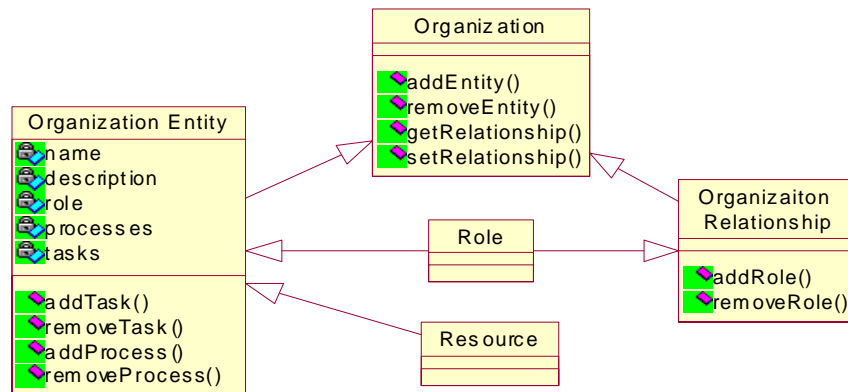 Organization
addEntity()
removeEntity()
getRelationship()
setRelationship()
Organization Entity
name
description
role
processes
tasks
addTask()
removeTask()
addProcess()
removeProcess()
Role
Resource
Organizaiton
Relationship
addRole()
removeRole()